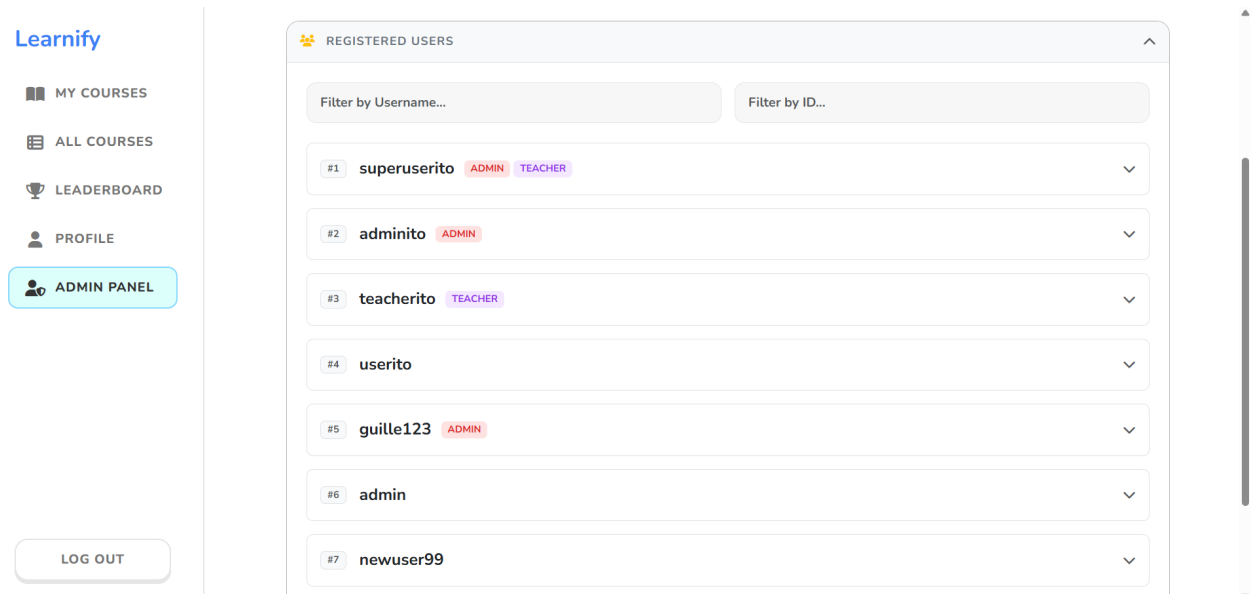 Learnify
MY COURSES
ALL COURSES
LEADERBOARD
PROFILE
ADMIN PANEL
LOG OUT
REGISTERED USERS
Filter by Username... Filter by ID...
#1 superuserito ADMIN TEACHER
#2 adminito ADMIN
#3 teacherito TEACHER
#4 userito
#5 guille123 ADMIN
#6 admin
#7 newuser99